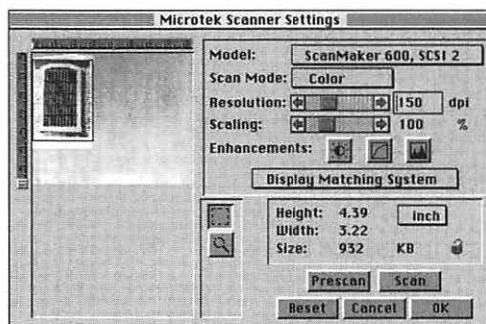 Microtek Scanner Settings
Model: ScanMaker 600, SCSI 2
Scan Mode: Color
Resolution: 150 dpi
Scaling: 100 %
Enhancements:
Display Matching System
Height: 4.39 inch
Width: 3.22
Size: 932 KB
Prescan Scan
Reset Cancel OK